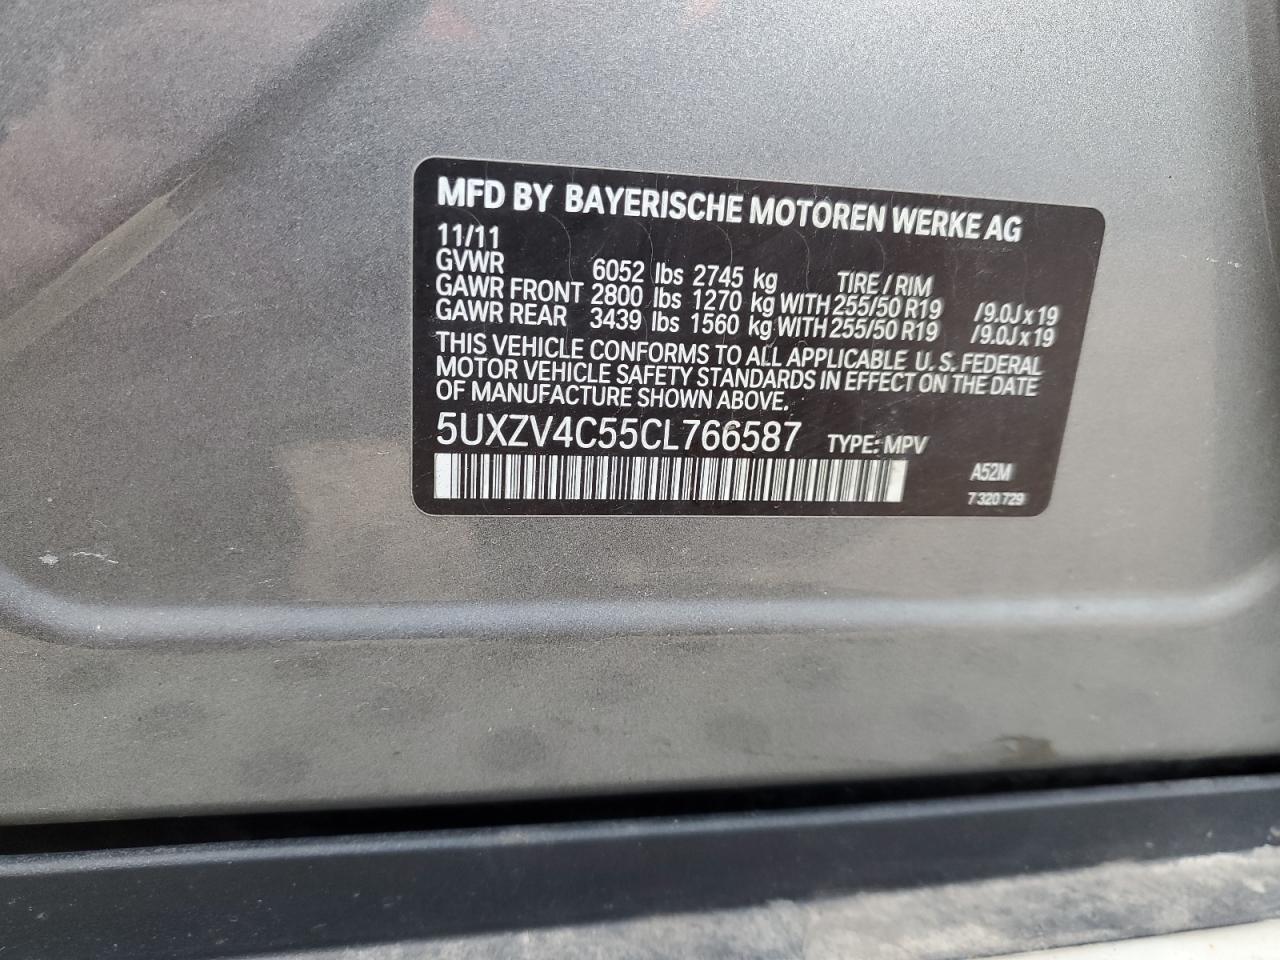 MFD BY BAYERISCHE MOTOREN WERKE AG
11/11
GVWR 6052 lbs 2745 kg TIRE / RIM
GAWR FRONT 2800 lbs 1270 kg WITH 255/50 R19 /9.0J x 19
GAWR REAR 3439 lbs 1560 kg WITH 255/50 R19 /9.0J x 19
THIS VEHICLE CONFORMS TO ALL APPLICABLE U.S. FEDERAL
MOTOR VEHICLE SAFETY STANDARDS IN EFFECT ON THE DATE
OF MANUFACTURE SHOWN ABOVE.
5UXZV4C55CL766587 TYPE: MPV
A52M
7 320 729